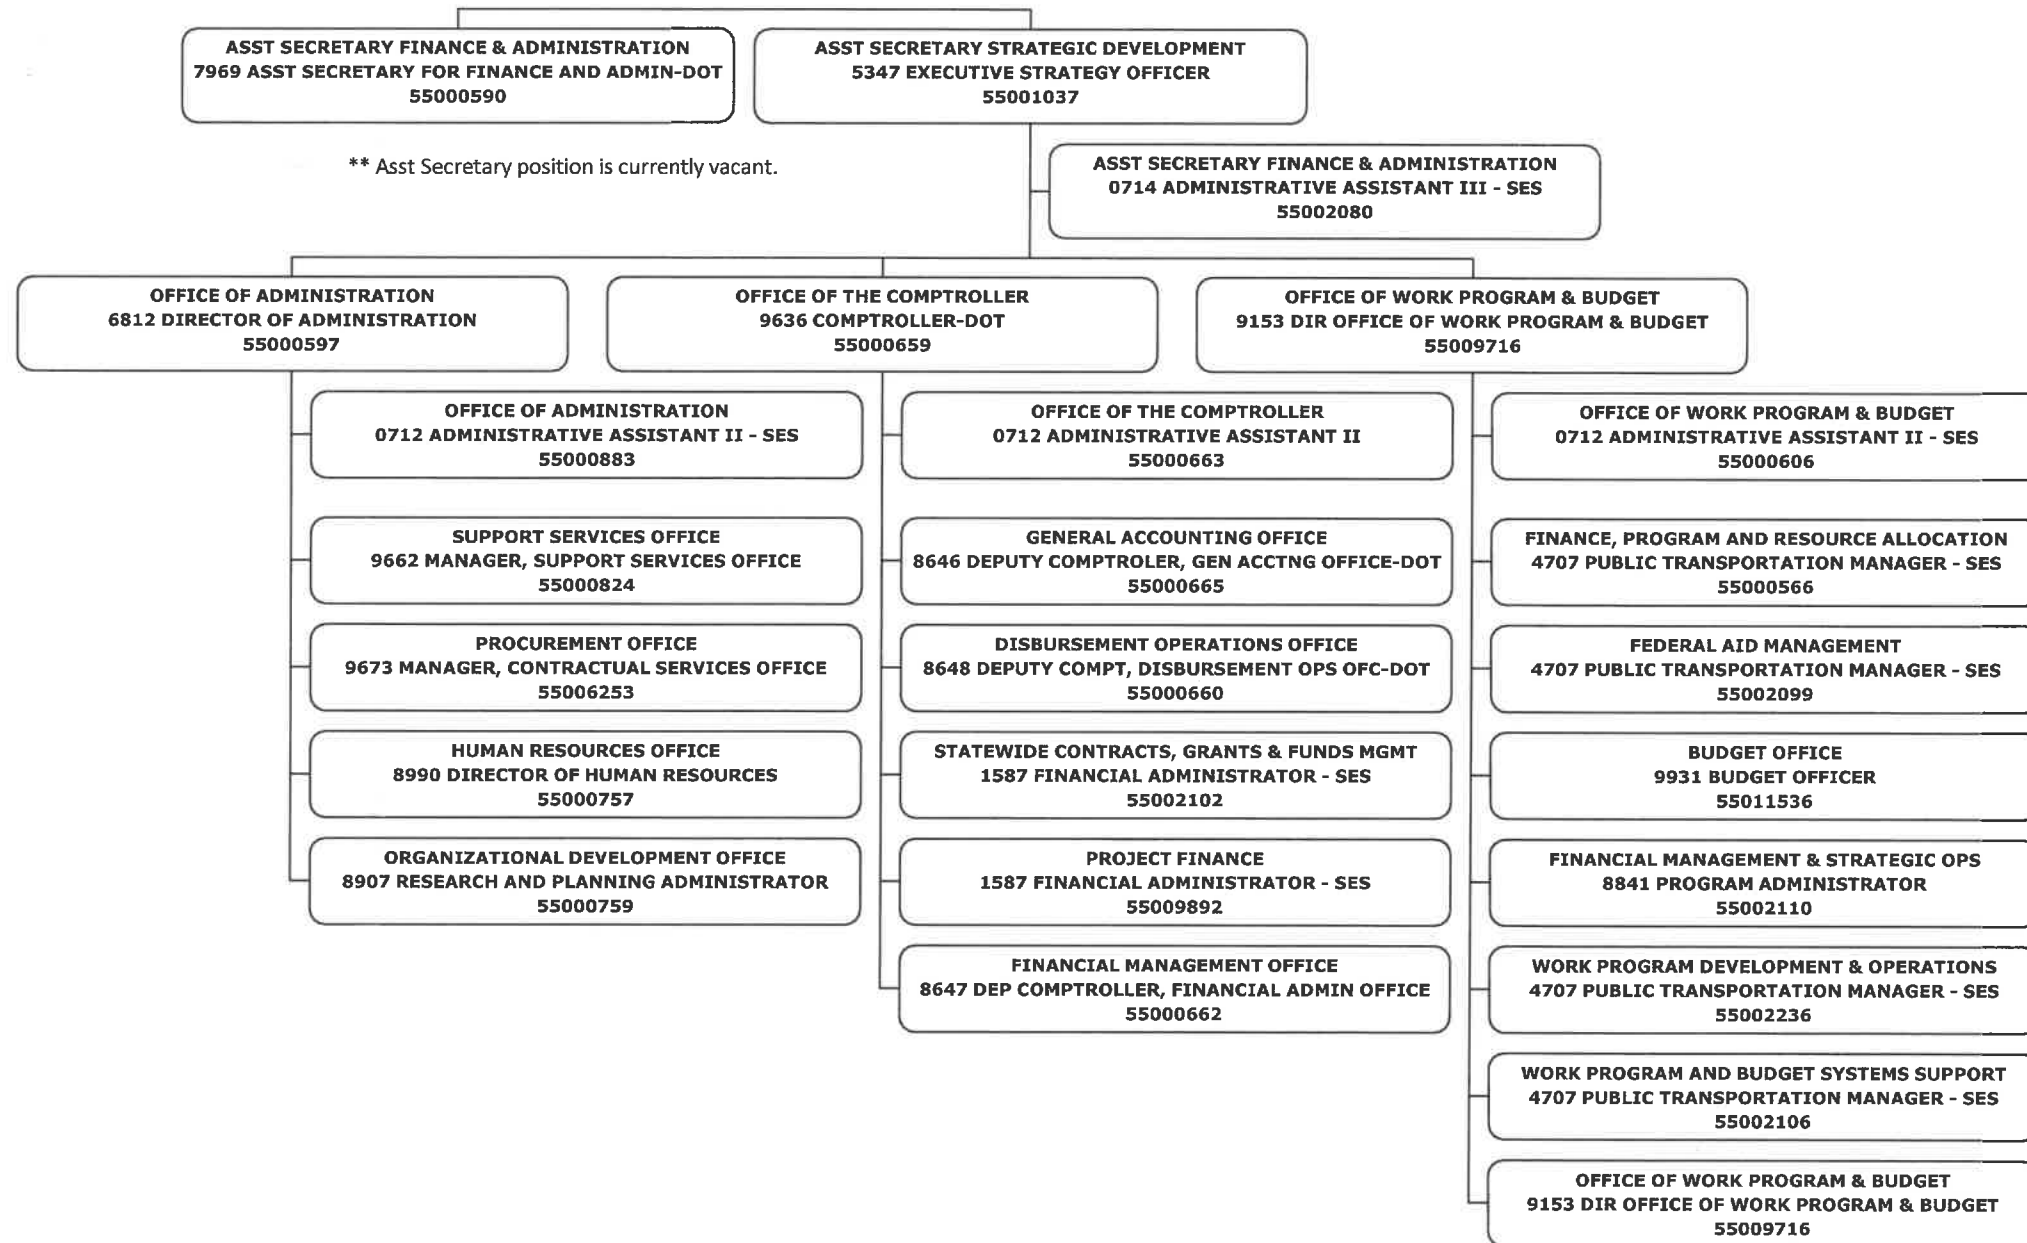 ASST SECRETARY FINANCE & ADMINISTRATION
7969 ASST SECRETARY FOR FINANCE AND ADMIN-DOT
55000590
ASST SECRETARY STRATEGIC DEVELOPMENT
5347 EXECUTIVE STRATEGY OFFICER
55001037
** Asst Secretary position is currently vacant.
ASST SECRETARY FINANCE & ADMINISTRATION
0714 ADMINISTRATIVE ASSISTANT III - SES
55002080
OFFICE OF ADMINISTRATION
6812 DIRECTOR OF ADMINISTRATION
55000597
OFFICE OF THE COMPTROLLER
9636 COMPTROLLER-DOT
55000659
OFFICE OF WORK PROGRAM & BUDGET
9153 DIR OFFICE OF WORK PROGRAM & BUDGET
55009716
OFFICE OF ADMINISTRATION
0712 ADMINISTRATIVE ASSISTANT II - SES
55000883
SUPPORT SERVICES OFFICE
9662 MANAGER, SUPPORT SERVICES OFFICE
55000824
PROCUREMENT OFFICE
9673 MANAGER, CONTRACTUAL SERVICES OFFICE
55006253
HUMAN RESOURCES OFFICE
8990 DIRECTOR OF HUMAN RESOURCES
55000757
ORGANIZATIONAL DEVELOPMENT OFFICE
8907 RESEARCH AND PLANNING ADMINISTRATOR
55000759
OFFICE OF THE COMPTROLLER
0712 ADMINISTRATIVE ASSISTANT II
55000663
GENERAL ACCOUNTING OFFICE
8646 DEPUTY COMPTROLER, GEN ACCTNG OFFICE-DOT
55000665
DISBURSEMENT OPERATIONS OFFICE
8648 DEPUTY COMPT, DISBURSEMENT OPS OFC-DOT
55000660
STATEWIDE CONTRACTS, GRANTS & FUNDS MGMT
1587 FINANCIAL ADMINISTRATOR - SES
55002102
PROJECT FINANCE
1587 FINANCIAL ADMINISTRATOR - SES
55009892
FINANCIAL MANAGEMENT OFFICE
8647 DEP COMPTROLLER, FINANCIAL ADMIN OFFICE
55000662
OFFICE OF WORK PROGRAM & BUDGET
0712 ADMINISTRATIVE ASSISTANT II - SES
55000606
FINANCE, PROGRAM AND RESOURCE ALLOCATION
4707 PUBLIC TRANSPORTATION MANAGER - SES
55000566
FEDERAL AID MANAGEMENT
4707 PUBLIC TRANSPORTATION MANAGER - SES
55002099
BUDGET OFFICE
9931 BUDGET OFFICER
55011536
FINANCIAL MANAGEMENT & STRATEGIC OPS
8841 PROGRAM ADMINISTRATOR
55002110
WORK PROGRAM DEVELOPMENT & OPERATIONS
4707 PUBLIC TRANSPORTATION MANAGER - SES
55002236
WORK PROGRAM AND BUDGET SYSTEMS SUPPORT
4707 PUBLIC TRANSPORTATION MANAGER - SES
55002106
OFFICE OF WORK PROGRAM & BUDGET
9153 DIR OFFICE OF WORK PROGRAM & BUDGET
55009716